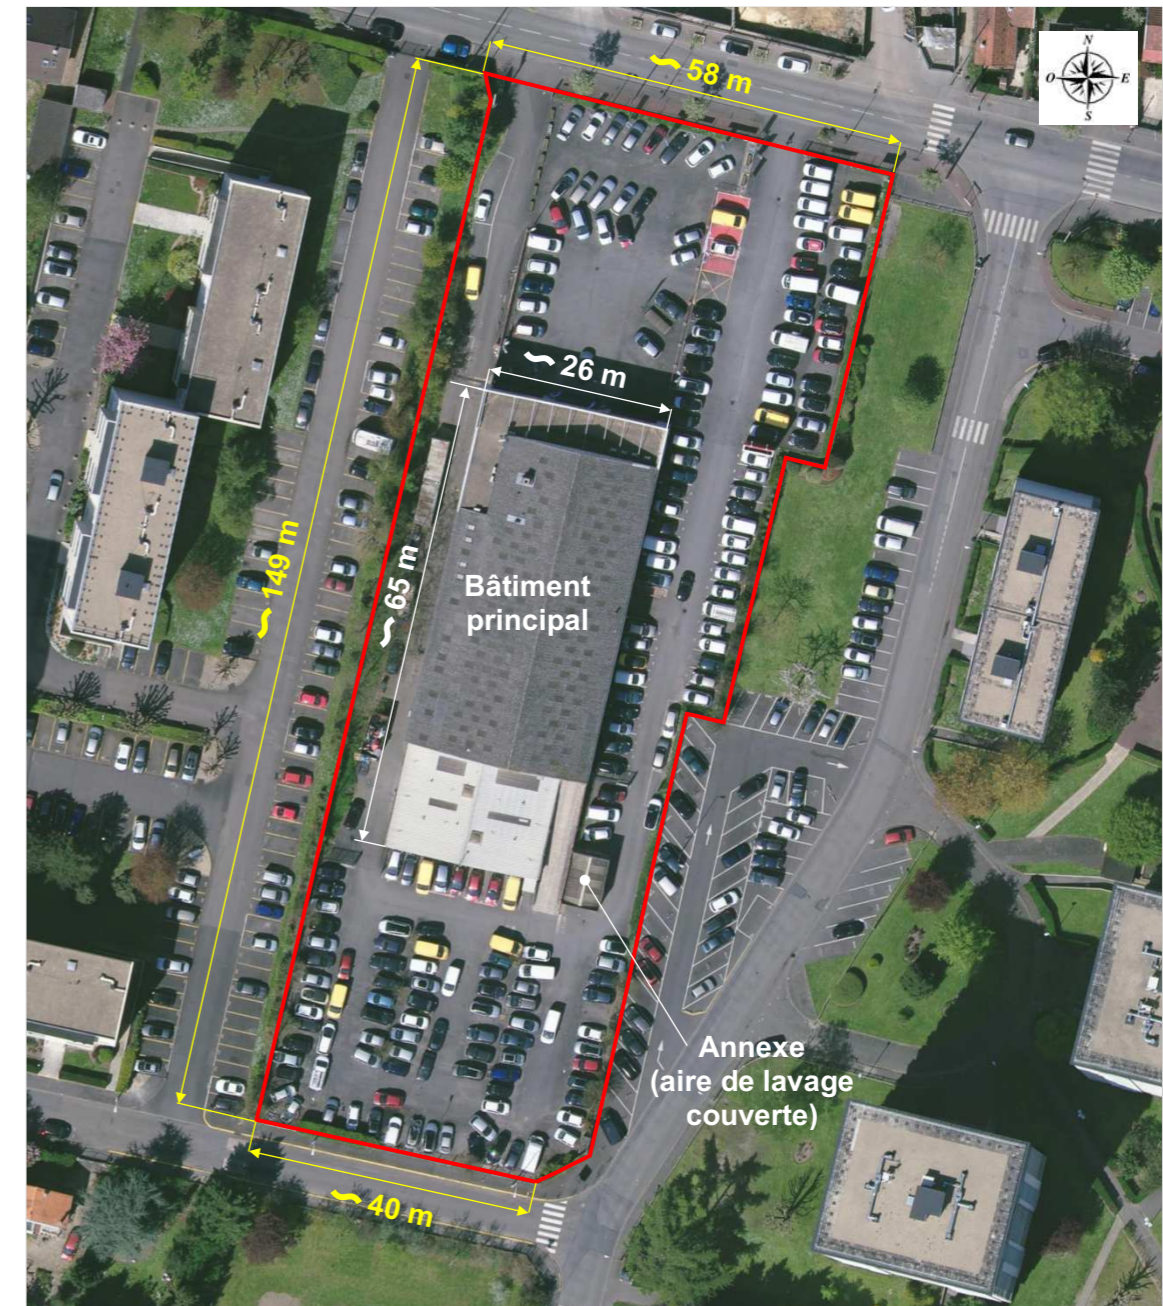 ~ 58 m
N
O
E
S
~ 26 m
~ 149 m
~ 65 m
Bâtiment
principal
Annexe
(aire de lavage
couverte)
~ 40 m